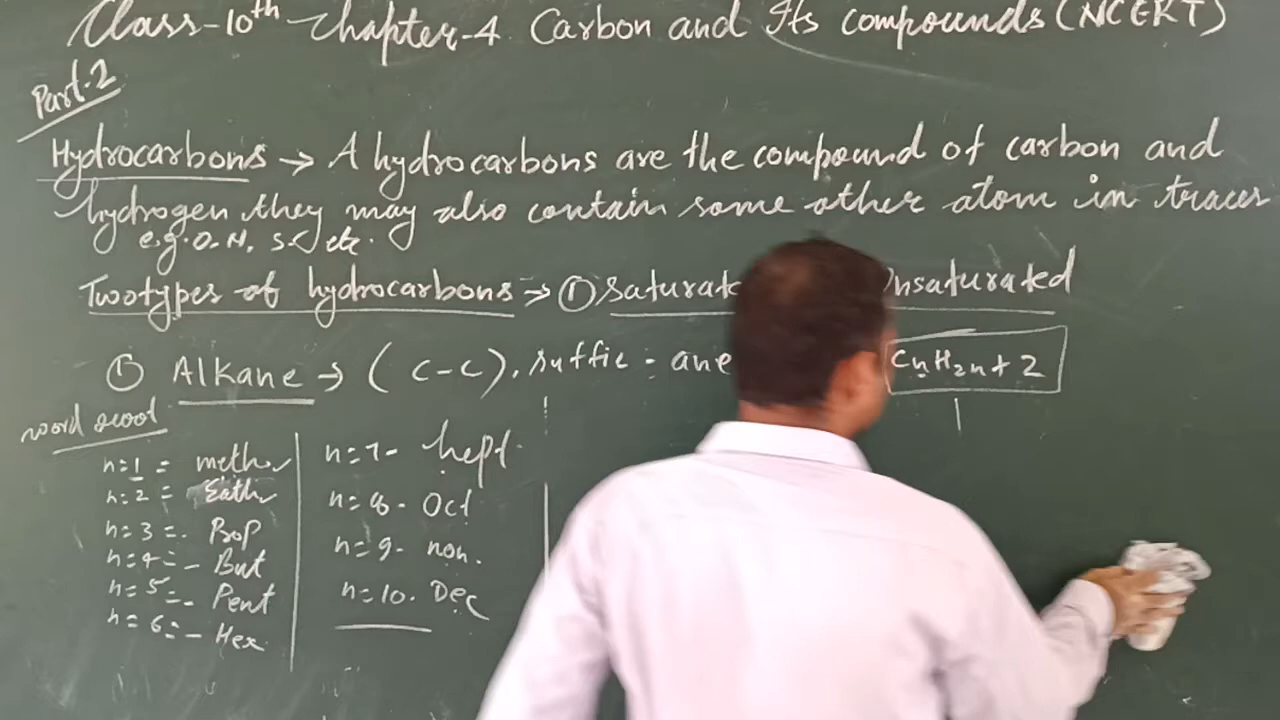 Class-10th Chapter-4 Carbon and Its compounds (NCERT)
Part-2
Hydrocarbons → A hydrocarbons are the compound of carbon and
hydrogen they may also contain some other atom in traces
e.g. O. N, S. etc.
Two types of hydrocarbons → ① Saturate nsaturated
① Alkane → (C-C), suffic - ane CnH2n+2
word
n=1 = meth
n=2 = Eath
n=3 = Prop
n=4= - But
n=5= - Pent
n=6= - Hex
n=7- hept
n=8- Oct
n=9- non.
n=10. Dec